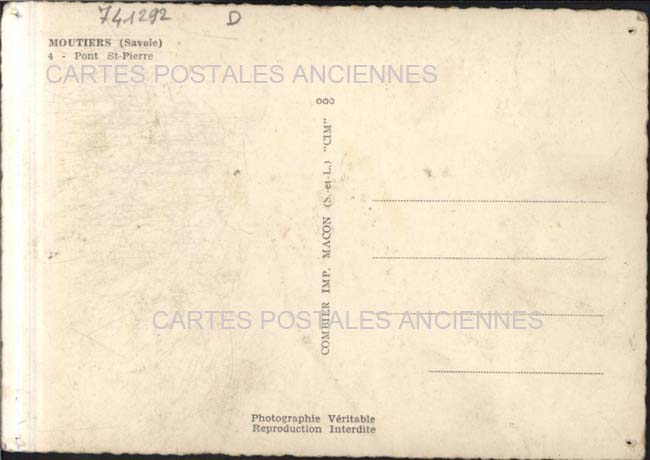 741292 D
MOUTIERS (Savoie)
4 - Pont St-Pierre
CARTES POSTALES ANCIENNES
COMBIER IMP. MACON (S.-et-L.) "CIM"
CARTES POSTALES ANCIENNES
Photographie Véritable
Reproduction Interdite